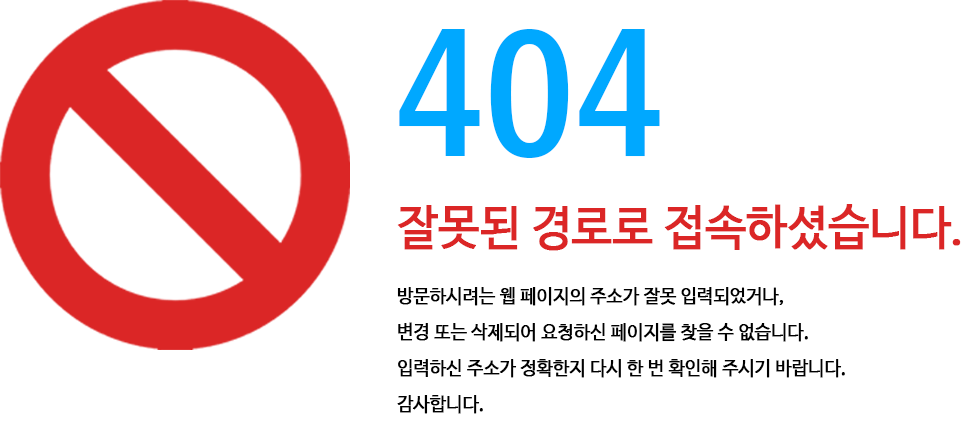 404
잘못된 경로로 접속하셨습니다.
방문하시려는 웹 페이지의 주소가 잘못 입력되었거나,
변경 또는 삭제되어 요청하신 페이지를 찾을 수 없습니다.
입력하신 주소가 정확한지 다시 한 번 확인해 주시기 바랍니다.
감사합니다.